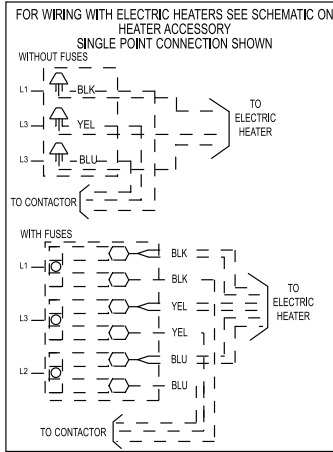 FOR WIRING WITH ELECTRIC HEATERS SEE SCHEMATIC ON
HEATER ACCESSORY
SINGLE POINT CONNECTION SHOWN
WITHOUT FUSES
L1
BLK
TO
ELECTRIC
HEATER
L3
YEL
L3
BLU
TO CONTACTOR
WITH FUSES
BLK
L1
BLK
YEL
TO
ELECTRIC
HEATER
L3
YEL
BLU
L2
BLU
TO CONTACTOR